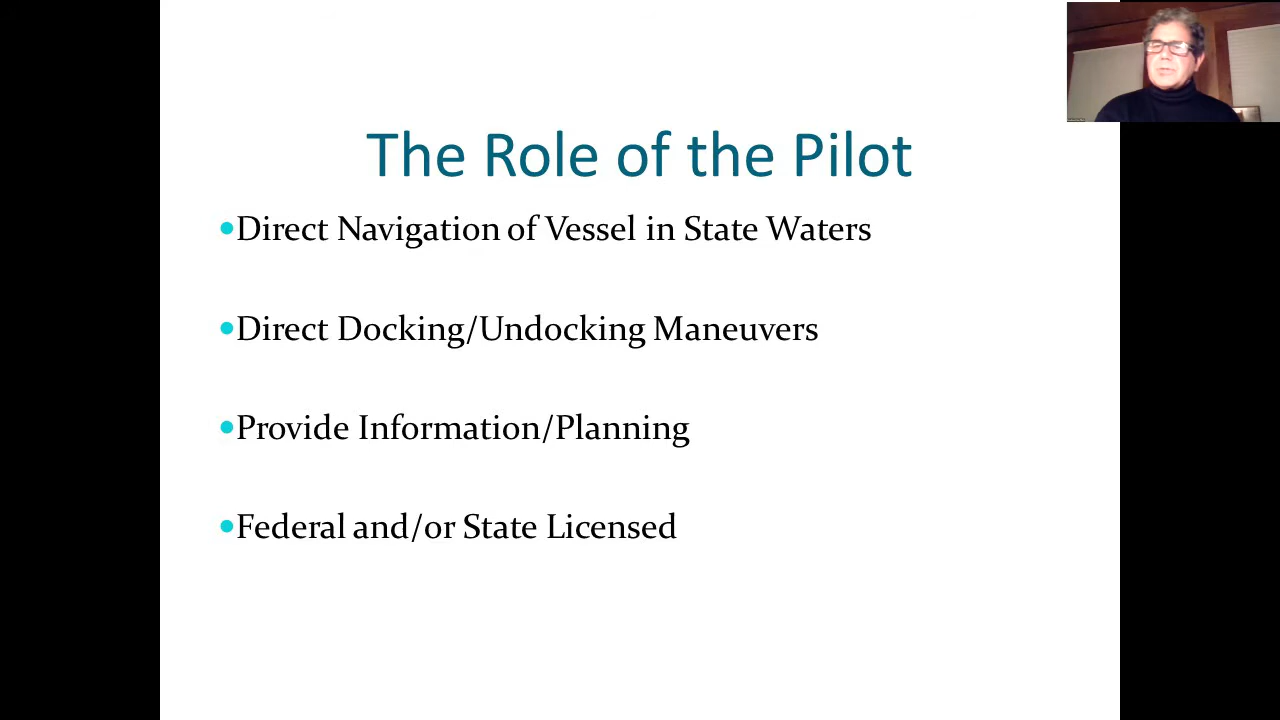 The Role of the Pilot
•Direct Navigation of Vessel in State Waters
•Direct Docking/Undocking Maneuvers
•Provide Information/Planning
•Federal and/or State Licensed